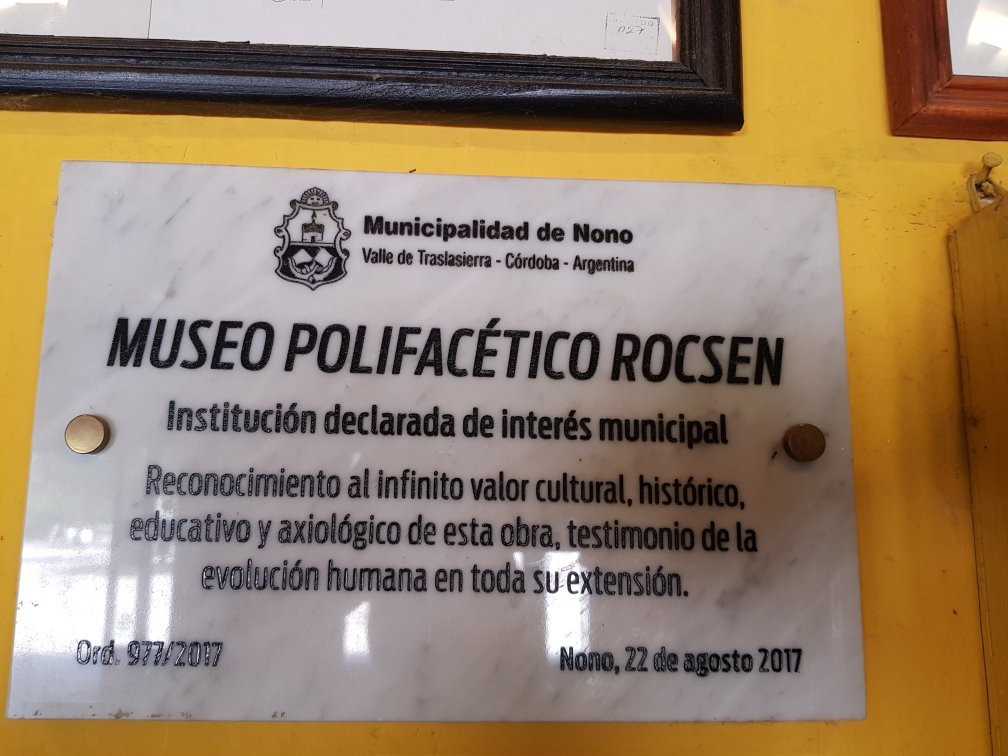 027
Municipalidad de Nono
Valle de Traslasierra - Córdoba - Argentina
MUSEO POLIFACÉTICO ROCSEN
Institución declarada de interés municipal
Reconocimiento al infinito valor cultural, histórico,
educativo y axiológico de esta obra, testimonio de la
evolución humana en toda su extensión.
Ord. 977/2017
Nono, 22 de agosto 2017